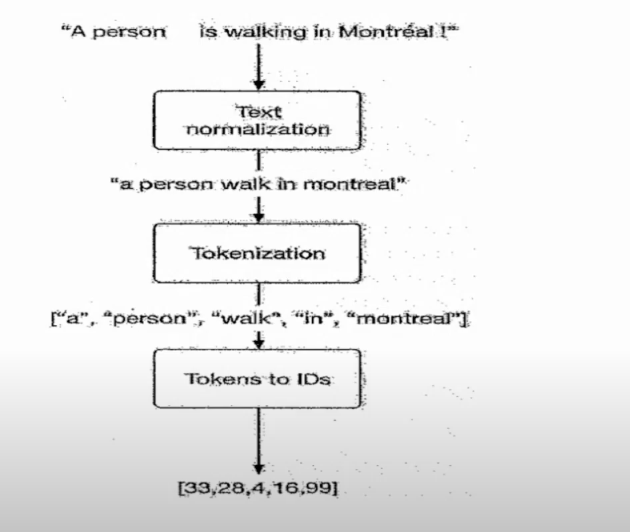 “A person is walking in Montréal !”
Text
normalization
“a person walk in montreal”
Tokenization
[“a”, “person”, “walk”, “in”, “montreal”]
Tokens to IDs
[33,28,4,16,99]